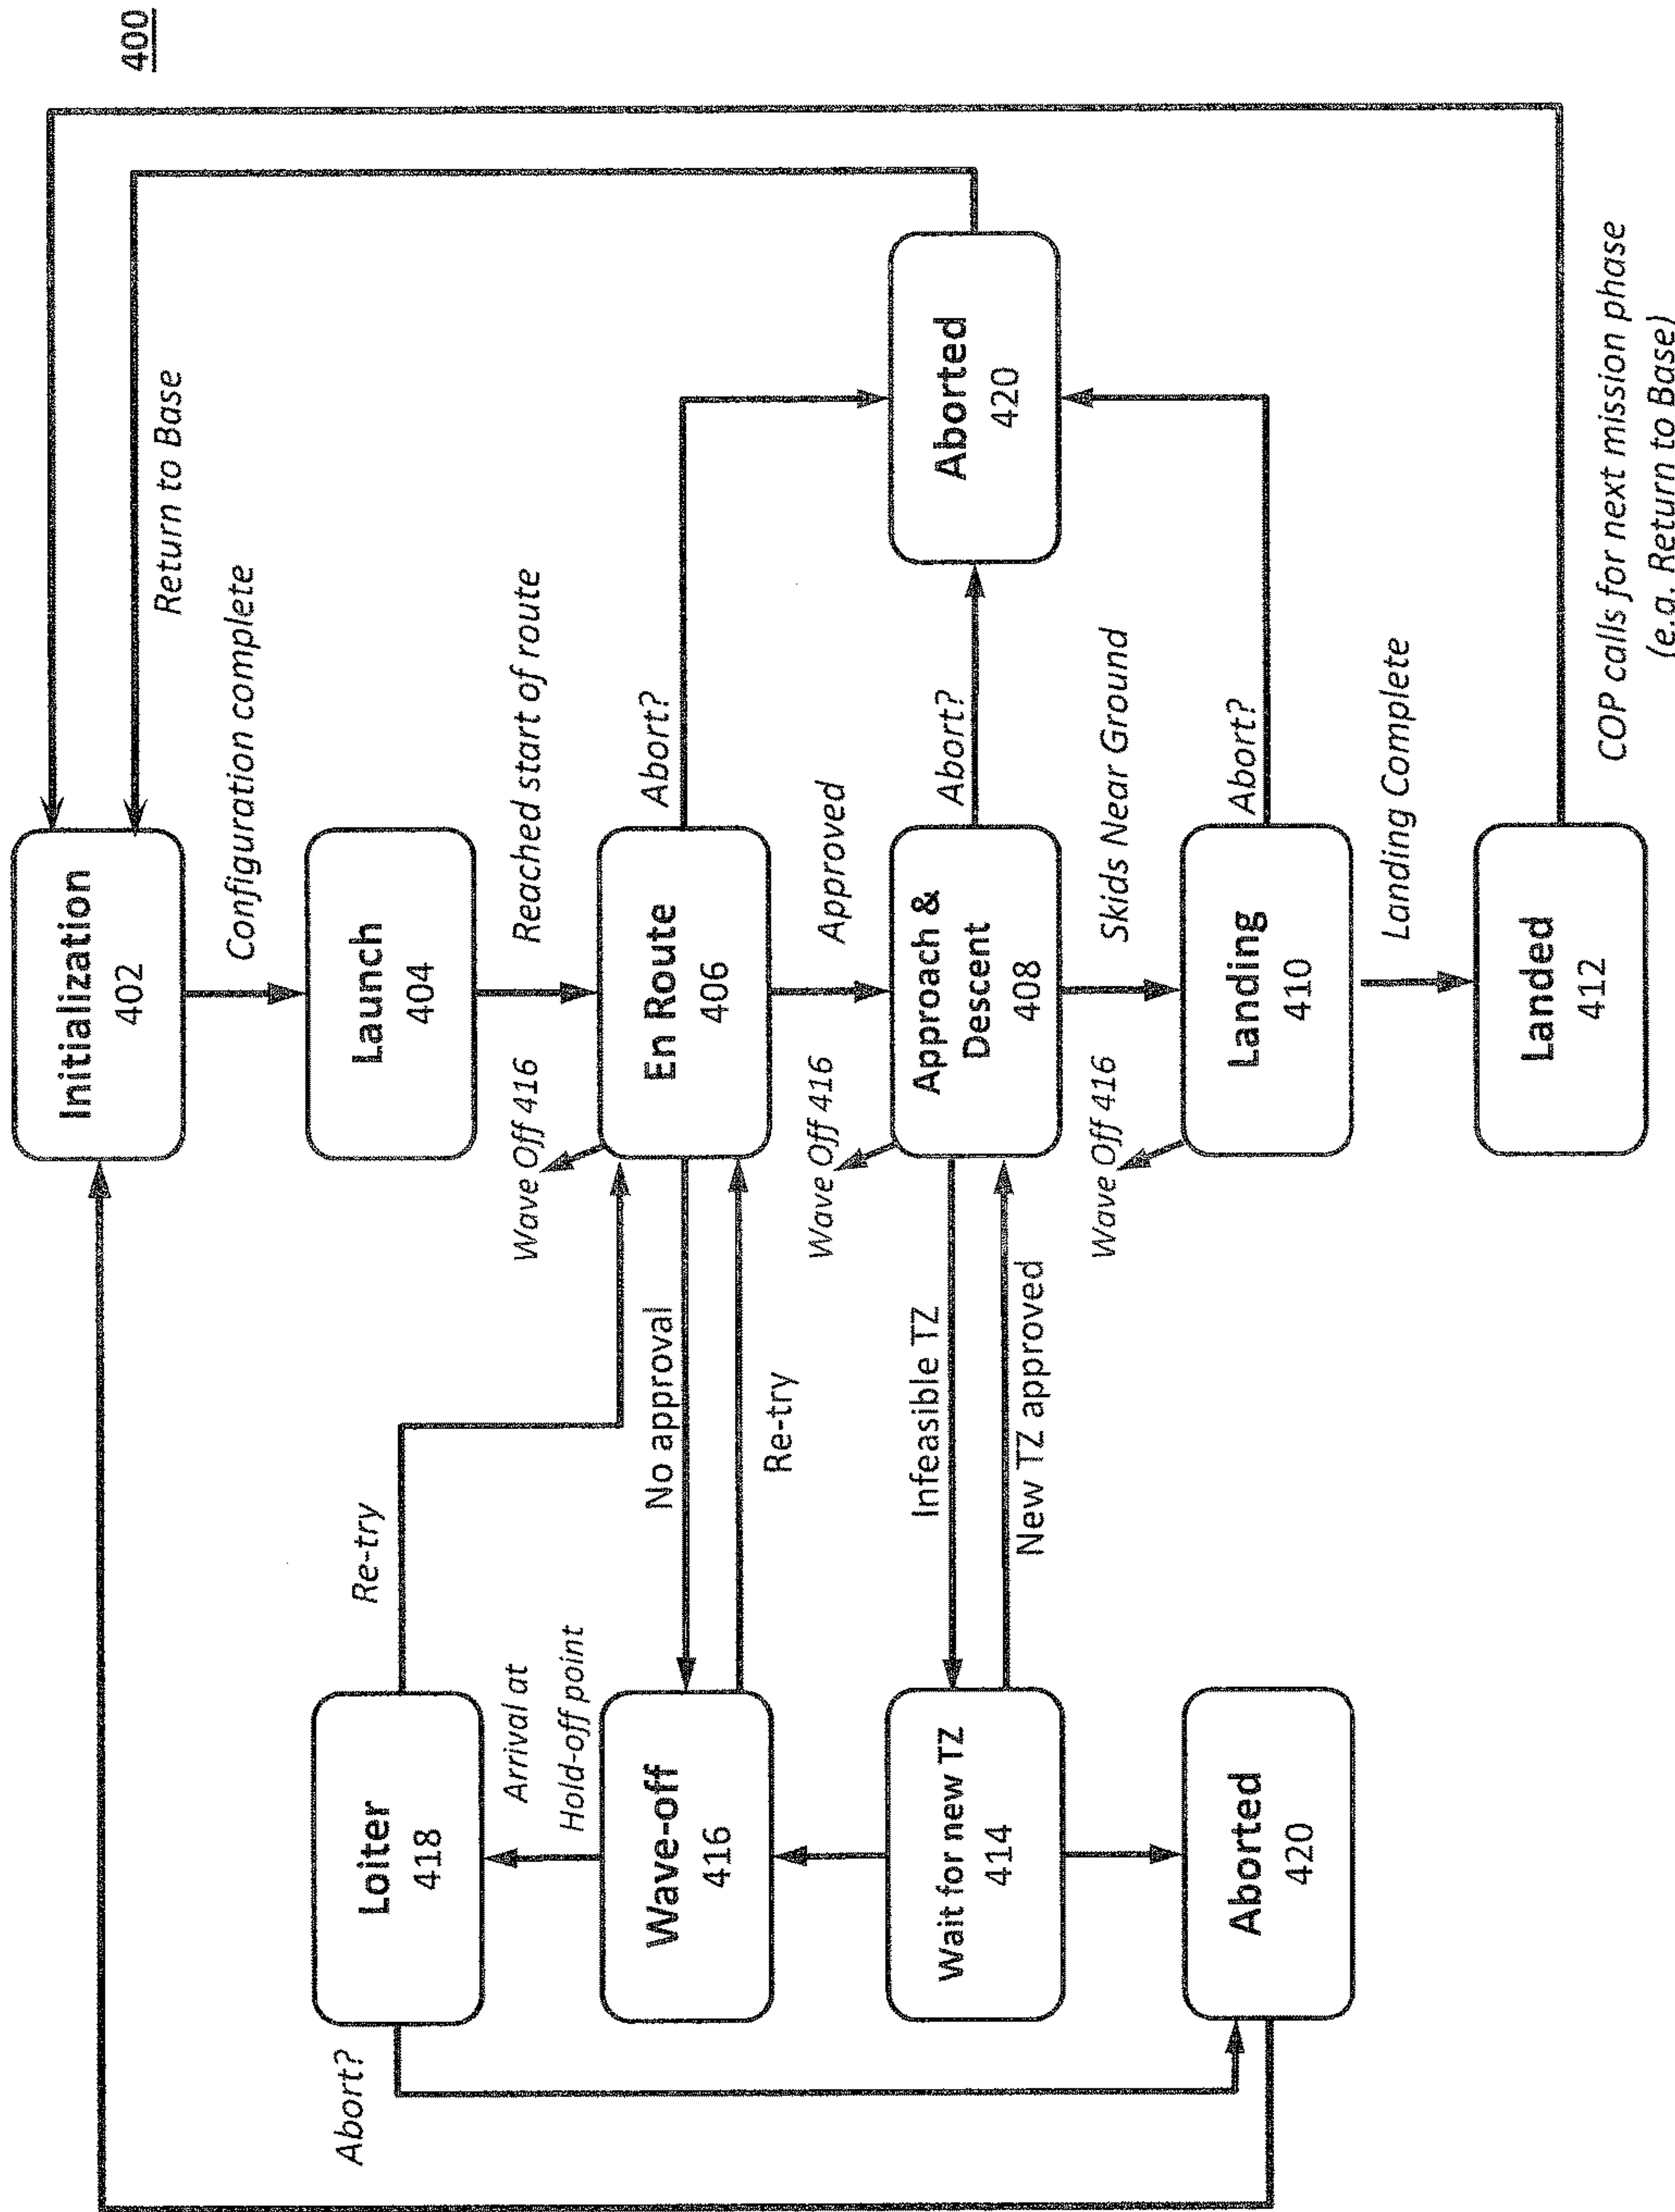 400
Initialization
402
Return to Base
Configuration complete
Launch
404
Reached start of route
Loiter
418
Re-try
Abort?
Arrival at
Hold-off point
Wave Off 416
En Route
406
Abort?
No approval
Re-try
Wave-off
416
Approved
Wave Off 416
Approach &
Descent
408
Abort?
Aborted
420
Infeasible TZ
New TZ approved
Wait for new TZ
414
Skids Near Ground
Wave Off 416
Landing
410
Abort?
Aborted
420
Landing Complete
Landed
412
COP calls for next mission phase
(e.g. Return to Base)